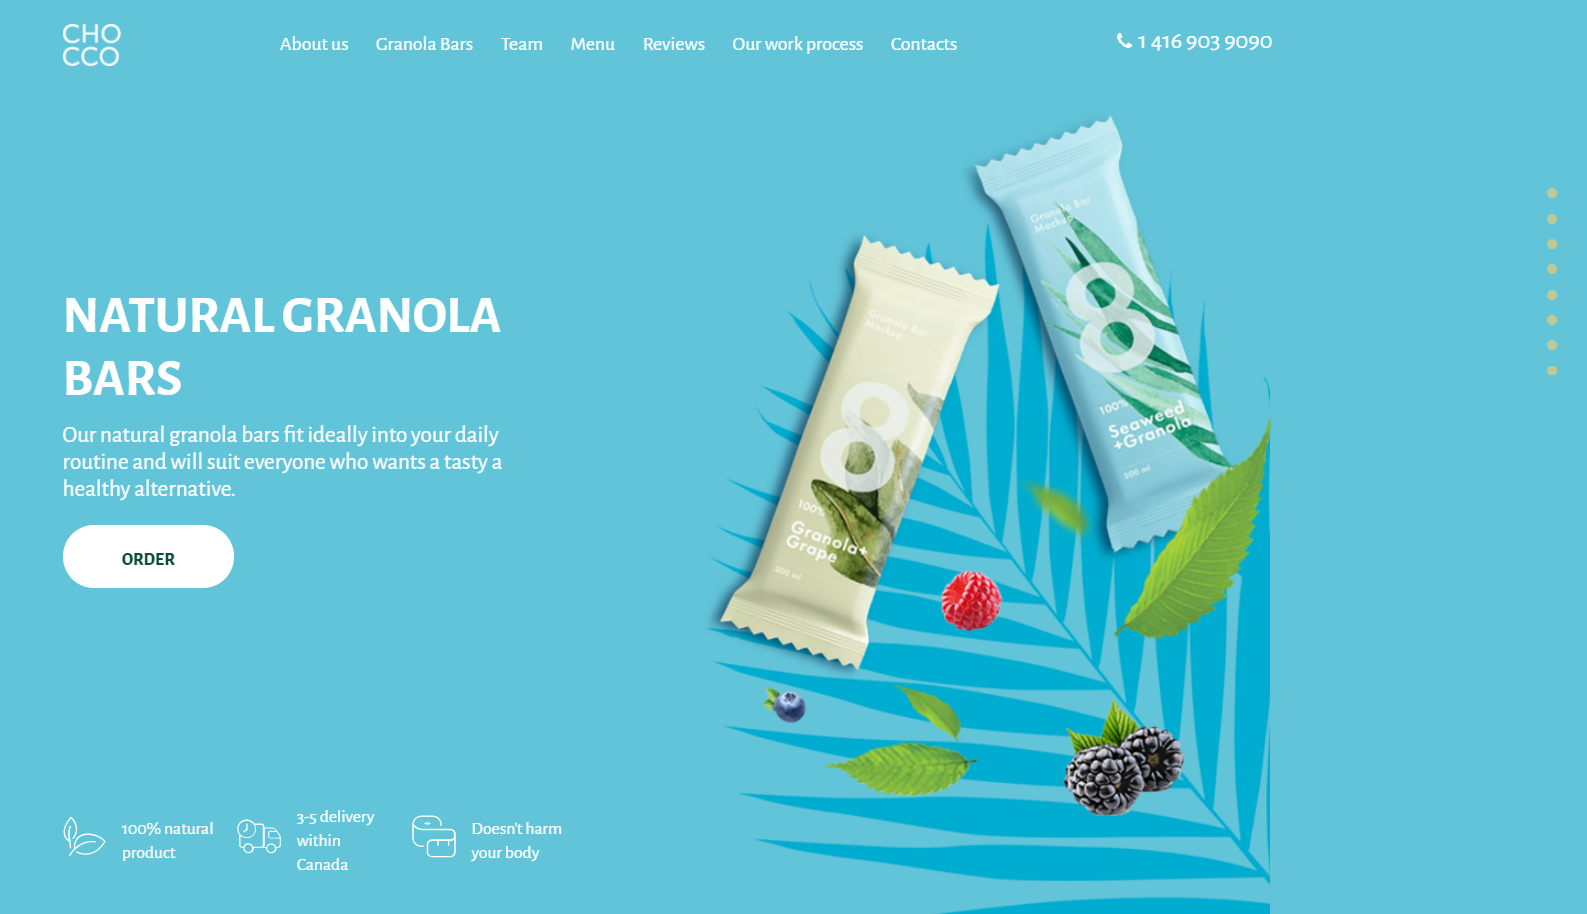 CHO
CCO
About us
Granola Bars
Team
Menu
Reviews
Our work process
Contacts
1 416 903 9090
NATURAL GRANOLA
BARS
Our natural granola bars fit ideally into your daily
routine and will suit everyone who wants a tasty a
healthy alternative.
ORDER
Granola Bar
Mockup
8
100%
Granola+
Grape
300 ml
Granola Bar
Mockup
8
100%
Seaweed
+Granola
300 ml
100% natural
product
3-5 delivery
within
Canada
Doesn't harm
your body